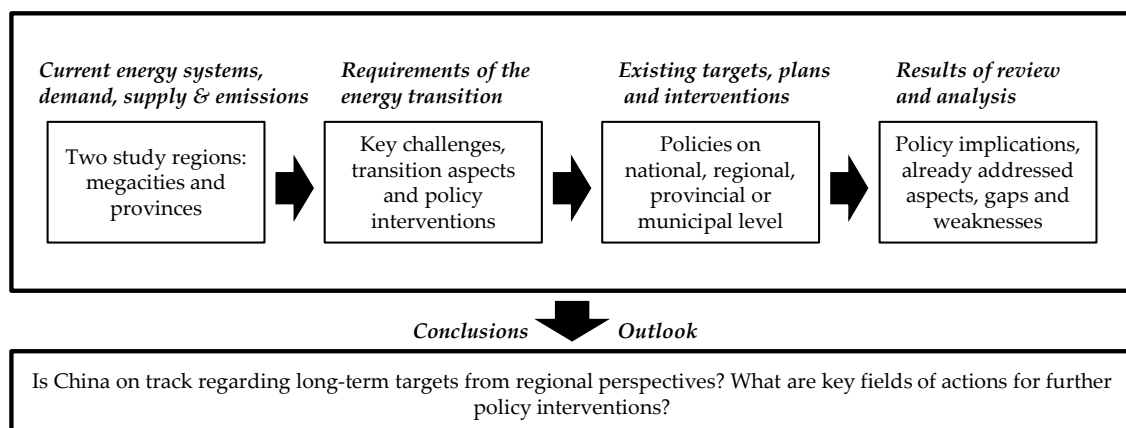 Current energy systems,
demand, supply & emissions
Two study regions:
megacities and
provinces
Requirements of the
energy transition
Key challenges,
transition aspects
and policy
interventions
Existing targets, plans
and interventions
Policies on
national, regional,
provincial or
municipal level
Results of review
and analysis
Policy implications,
already addressed
aspects, gaps and
weaknesses
Conclusions Outlook
Is China on track regarding long-term targets from regional perspectives? What are key fields of actions for further
policy interventions?